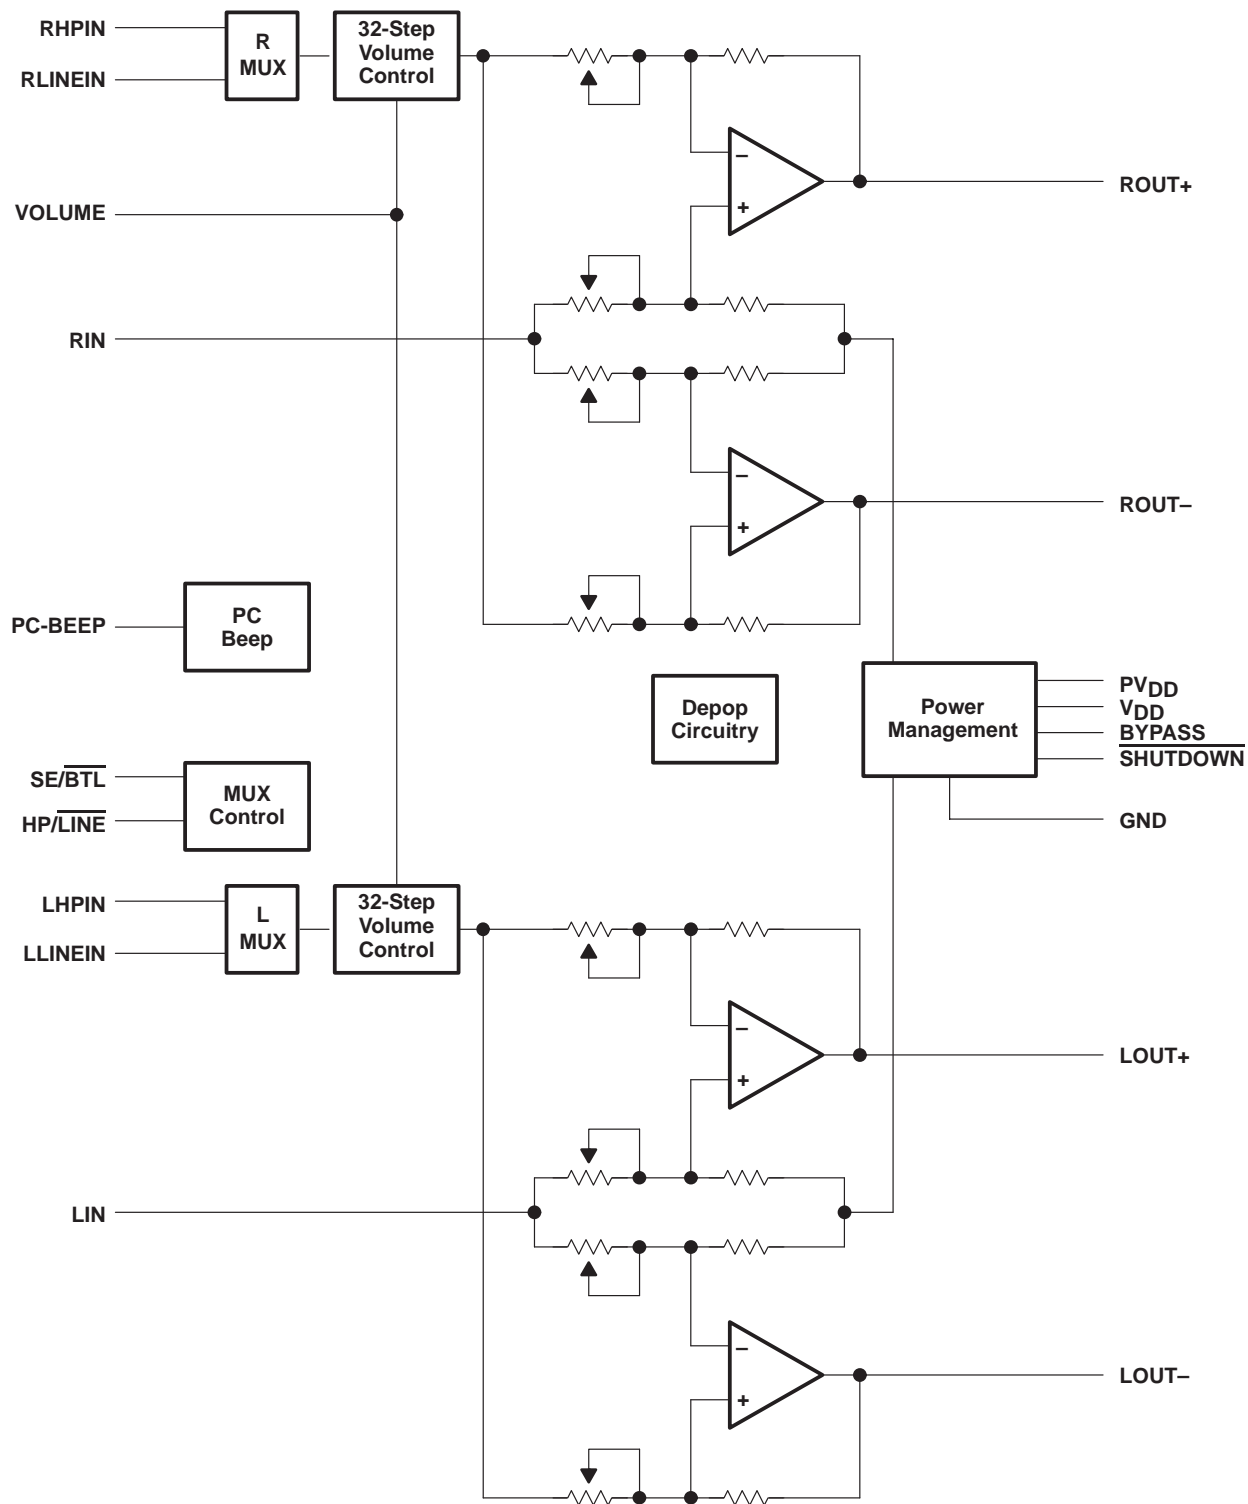 RHPIN
RLINEIN
R
MUX
32-Step
Volume
Control
VOLUME
−
+
ROUT+
RIN
−
+
ROUT−
PC-BEEP
PC
Beep
Depop
Circuitry
Power
Management
PVDD
VDD
BYPASS
SHUTDOWN
GND
SE/BTL
HP/LINE
MUX
Control
LHPIN
LLINEIN
L
MUX
32-Step
Volume
Control
−
+
LOUT+
LIN
−
+
LOUT−